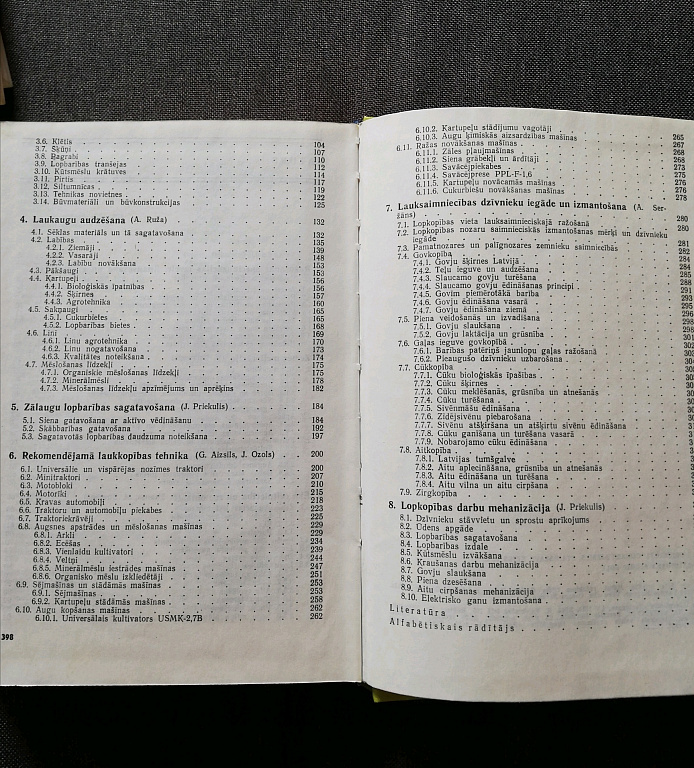 3.6. Klētis 104
3.7. Šķūņi 107
3.8. Pagrabi 110
3.9. Lopbarības tranšejas 112
3.10. Kūtsmēslu krātuves 114
3.11. Pirtis 117
3.12. Siltumnīcas 119
3.13. Tehnikas novietnes 122
3.14. Būvmateriāli un būvkonstrukcijas 125
4. Laukaugu audzēšana (A. Ruža) 132
4.1. Sēklas materiāls un tā sagatavošana 132
4.2. Labības 135
4.2.1. Ziemāji 139
4.2.2. Vasarāji 148
4.2.3. Labību novākšana 153
4.3. Pākšaugi 153
4.4. Kartupeļi 156
4.4.1. Bioloģiskās īpatnības 156
4.4.2. Šķirnes 157
4.4.3. Agrotehnika 160
4.5. Sakņaugi 165
4.5.1. Cukurbietes 165
4.5.2. Lopbarības bietes 168
4.6. Lini 169
4.6.1. Linu agrotehnika 170
4.6.2. Linu nogatavošana 173
4.6.3. Kvalitātes noteikšana 174
4.7. Mēslošanas līdzekļi 175
4.7.1. Organiskie mēslošanas līdzekļi 175
4.7.2. Minerālmēsli 178
4.7.3. Mēslošanas līdzekļu apzīmējums un aprēķins 182
5. Zālaugu lopbarības sagatavošana (J. Priekulis) 184
5.1. Siena gatavošana ar aktīvo vēdināšanu 184
5.2. Skābbarības gatavošana 192
5.3. Sagatavotās lopbarības daudzuma noteikšana 197
6. Rekomendējamā laukkopības tehnika (G. Aizsils, J. Ozols) 200
6.1. Universālie un vispārējas nozīmes traktori 200
6.2. Minitraktori 207
6.3. Motobloki 210
6.4. Motorīki 215
6.5. Kravas automobiļi 218
6.6. Traktoru un automobiļu piekabes 223
6.7. Traktoriekrāvēji 225
6.8. Augsnes apstrādes un mēslošanas mašīnas 229
6.8.1. Arkli 229
6.8.2. Ecēšas 234
6.8.3. Vienlaidu kultivatori 239
6.8.4. Veltņi 244
6.8.5. Minerālmēslu iestrādes mašīnas 247
6.8.6. Organisko mēslu izkliedētāji 251
6.9. Sējmašīnas un stādāmās mašīnas 253
6.9.1. Sējmašīnas 253
6.9.2. Kartupeļu stādāmās mašīnas 258
6.10. Augu kopšanas mašīnas 262
6.10.1. Universālais kultivators USMK-2,7B 262
398
6.10.2. Kartupeļu stādījumu vagotāji
6.10.3. Augu ķīmiskās aizsardzības mašīnas 265
6.11. Ražas novākšanas mašīnas 267
6.11.1. Zāles pļaujmašīnas 268
6.11.2. Siena grābekļi un ārdītāji 268
6.11.3. Savācējpiekabes 273
6.11.4. Savācējprese PPL-F-1,6 275
6.11.5. Kartupeļu novācamās mašīnas 276
6.11.6. Cukurbiešu novākšanas mašīnas 276
278
7. Lauksaimniecības dzīvnieku ieguve un izmantošana (A. Ser-
žāns) 280
7.1. Lopkopības vieta lauksaimnieciskajā ražošanā 280
7.2. Lopkopības nozaru saimnieciskās izmantošanas mērķi un dzīvnieku
ieguve 281
7.3. Pamatnozares un palīgnozares zemnieku saimniecībās 282
7.4. Govkopība 284
7.4.1. Govju šķirnes Latvijā 284
7.4.2. Teļu ieguve un audzēšana 285
7.4.3. Slaucamo govju turēšana 288
7.4.4. Slaucamo govju ēdināšanas principi 291
7.4.5. Govīm piemērotākā barība 293
7.4.6. Govju ēdināšana vasarā 295
7.4.7. Govju ēdināšana ziemā 296
7.5. Piena veidošanās un izvadīšana 298
7.5.1. Govju slaukšana 298
7.5.2. Govju laktācija un grūsnība
7.6. Gaļas ieguve govkopībā
7.6.1. Barības patēriņš jaunlopu gaļas ražošanā
7.6.2. Pieaugušo dzīvnieku uzbarošana
7.7. Cūkkopība
7.7.1. Cūku bioloģiskās īpašības
7.7.2. Cūku šķirnes
7.7.3. Cūku meklēšanās, grūsnība un atnešanās
7.7.4. Cūku turēšana
7.7.5. Sivēnmāšu ēdināšana
7.7.6. Zīdējsivēnu piebarošana
7.7.7. Sivēnu atšķiršana un atšķirtu sivēnu ēdināšana
7.7.8. Cūku ganīšana un turēšana vasarā
7.7.9. Nobarojamo cūku ēdināšana
7.8. Aitkopība
7.8.1. Latvijas tumšgalve
7.8.2. Aitu aplecināšana, grūsnība un atnešanās
7.8.3. Aitu ēdināšana un turēšana
7.8.4. Aitu vilna un aitu cirpšana
7.9. Zirgkopība
8. Lopkopības darbu mehanizācija (J. Priekulis)
8.1. Dzīvnieku stāvvietu un sprostu aprīkojums
8.2. Ūdens apgāde
8.3. Lopbarības sagatavošana
8.4. Lopbarības izdale
8.5. Kūtsmēslu izvākšana
8.6. Kraušanas darbu mehanizācija
8.7. Govju slaukšana
8.8. Piena dzesēšana
8.9. Aitu cirpšanas mehanizācija
8.10. Elektrisko ganu izmantošana
Literatūra
Alfabētiskais rādītājs